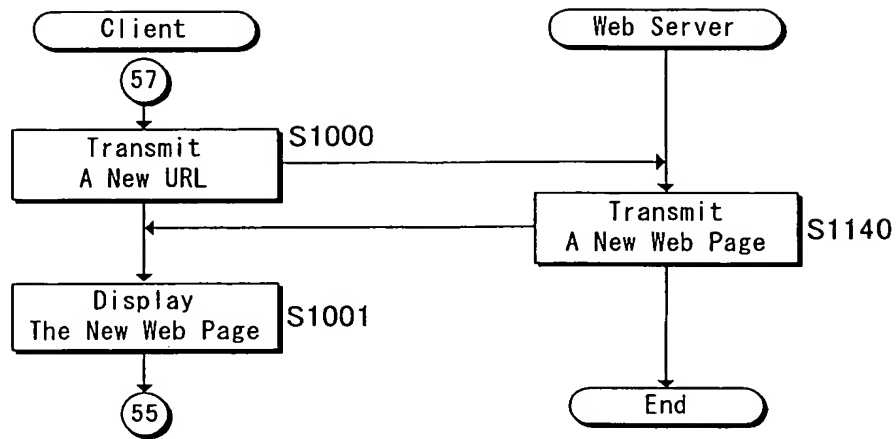 Client
Web Server
57
Transmit
A New URL
S1000
Transmit
A New Web Page
S1140
Display
The New Web Page
S1001
55
End